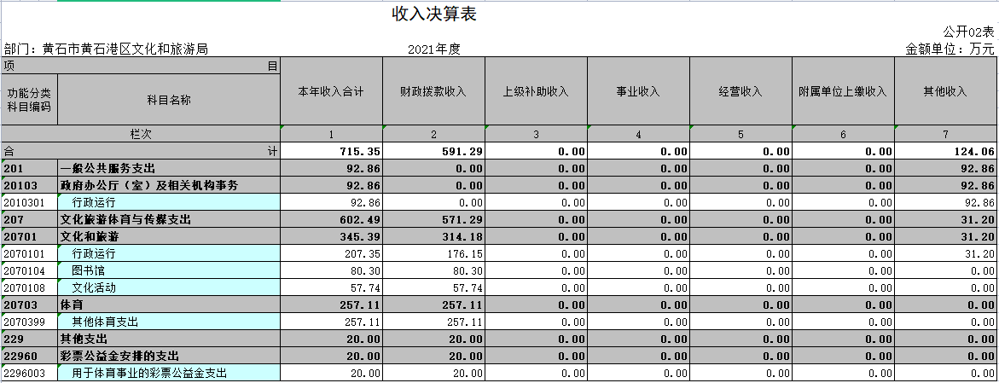 收入决算表
公开02表
部门：黄石市黄石港区文化和旅游局 2021年度 金额单位：万元
项 目 本年收入合计 财政拨款收入 上级补助收入 事业收入 经营收入 附属单位上缴收入 其他收入
功能分类科目编码 科目名称
栏次 1 2 3 4 5 6 7
合 计 715.35 591.29 0.00 0.00 0.00 0.00 124.06
201 一般公共服务支出 92.86 0.00 0.00 0.00 0.00 0.00 92.86
20103 政府办公厅（室）及相关机构事务 92.86 0.00 0.00 0.00 0.00 0.00 92.86
2010301 行政运行 92.86 0.00 0.00 0.00 0.00 0.00 92.86
207 文化旅游体育与传媒支出 602.49 571.29 0.00 0.00 0.00 0.00 31.20
20701 文化和旅游 345.39 314.18 0.00 0.00 0.00 0.00 31.20
2070101 行政运行 207.35 176.15 0.00 0.00 0.00 0.00 31.20
2070104 图书馆 80.30 80.30 0.00 0.00 0.00 0.00 0.00
2070108 文化活动 57.74 57.74 0.00 0.00 0.00 0.00 0.00
20703 体育 257.11 257.11 0.00 0.00 0.00 0.00 0.00
2070399 其他体育支出 257.11 257.11 0.00 0.00 0.00 0.00 0.00
229 其他支出 20.00 20.00 0.00 0.00 0.00 0.00 0.00
22960 彩票公益金安排的支出 20.00 20.00 0.00 0.00 0.00 0.00 0.00
2296003 用于体育事业的彩票公益金支出 20.00 20.00 0.00 0.00 0.00 0.00 0.00